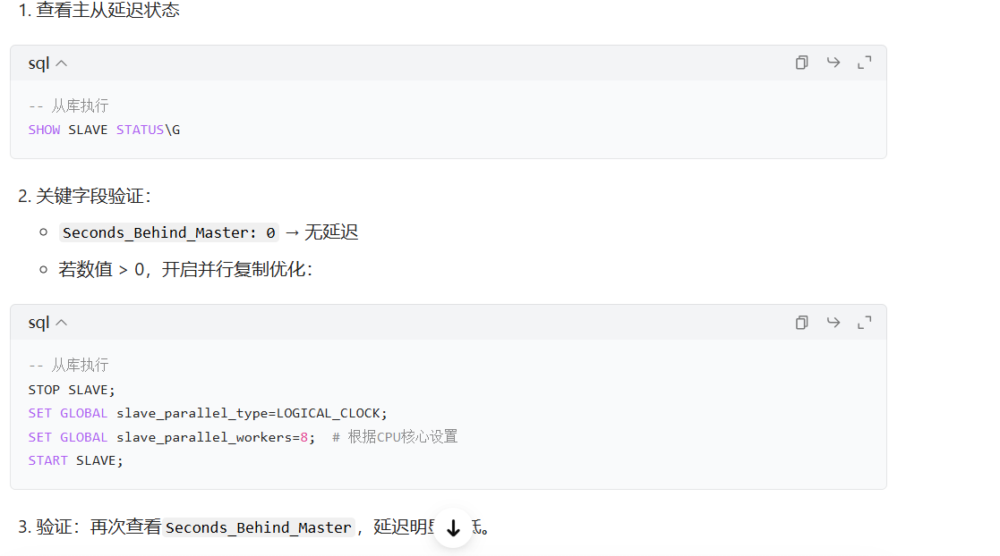 1. 查看主从延迟状态
sql
-- 从库执行
SHOW SLAVE STATUS\G
2. 关键字段验证：
Seconds_Behind_Master: 0 → 无延迟
若数值 > 0，开启并行复制优化：
sql
-- 从库执行
STOP SLAVE;
SET GLOBAL slave_parallel_type=LOGICAL_CLOCK;
SET GLOBAL slave_parallel_workers=8;  # 根据CPU核心设置
START SLAVE;
3. 验证：再次查看 Seconds_Behind_Master，延迟明